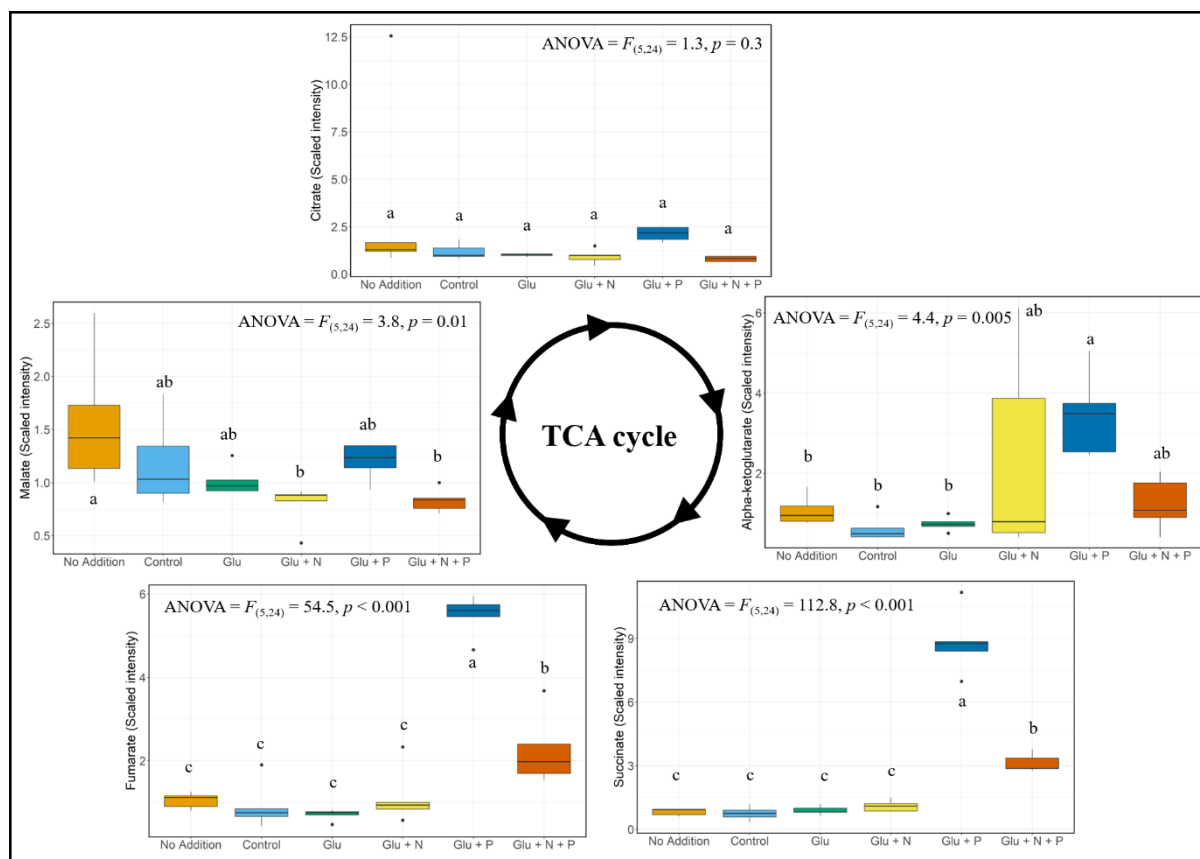 ANOVA = F(5,24) = 1.3, p = 0.3
Citrate (Scaled intensity)
12.5
10.0
7.5
5.0
2.5
0.0
a a a a a a
No Addition Control Glu Glu + N Glu + P Glu + N + P
ANOVA = F(5,24) = 3.8, p = 0.01
Malate (Scaled intensity)
2.5
2.0
1.5
1.0
0.5
a ab ab b ab b
No Addition Control Glu Glu + N Glu + P Glu + N + P
TCA cycle
ANOVA = F(5,24) = 4.4, p = 0.005
Alpha-ketoglutarate (Scaled intensity)
6
4
2
b b b ab a ab
No Addition Control Glu Glu + N Glu + P Glu + N + P
ANOVA = F(5,24) = 54.5, p < 0.001
Fumarate (Scaled intensity)
6
4
2
c c c c a b
No Addition Control Glu Glu + N Glu + P Glu + N + P
ANOVA = F(5,24) = 112.8, p < 0.001
Succinate (Scaled intensity)
9
6
3
0
c c c c a b
No Addition Control Glu Glu + N Glu + P Glu + N + P